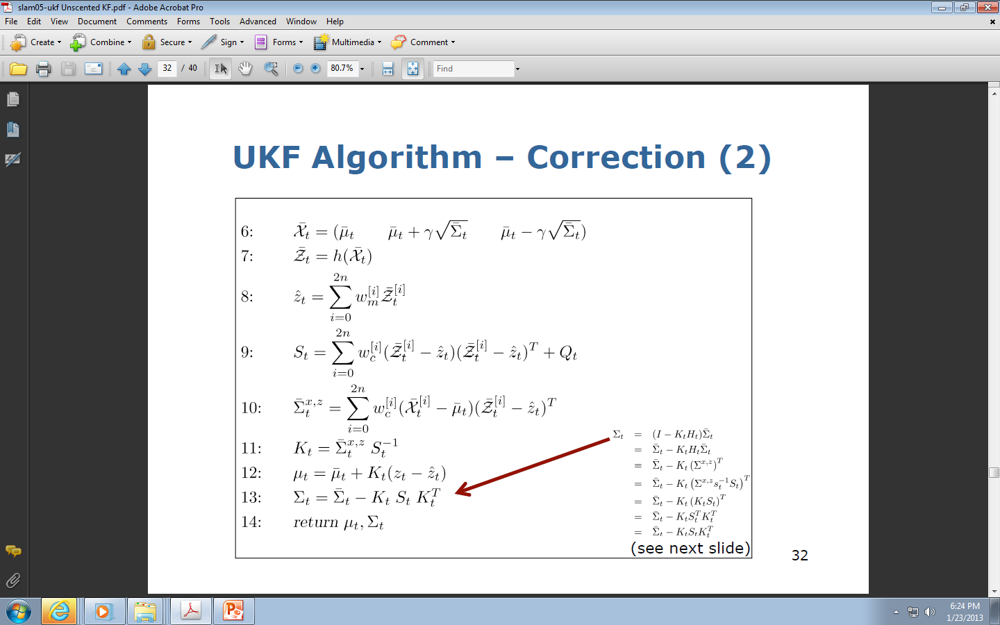 slam05-ukf Unscented KF.pdf - Adobe Acrobat Pro
File Edit View Document Comments Forms Tools Advanced Window Help
Create Combine Secure Sign Forms Multimedia Comment
32 / 40 80.7% Find
UKF Algorithm – Correction (2)
6: $\bar{\mathcal{X}}_t = (\bar{\mu}_t \quad \bar{\mu}_t + \gamma\sqrt{\bar{\Sigma}_t} \quad \bar{\mu}_t - \gamma\sqrt{\bar{\Sigma}_t})$
7: $\bar{\mathcal{Z}}_t = h(\bar{\mathcal{X}}_t)$
8: $\hat{z}_t = \sum_{i=0}^{2n} w_m^{[i]} \bar{\mathcal{Z}}_t^{[i]}$
9: $S_t = \sum_{i=0}^{2n} w_c^{[i]} (\bar{\mathcal{Z}}_t^{[i]} - \hat{z}_t)(\bar{\mathcal{Z}}_t^{[i]} - \hat{z}_t)^T + Q_t$
10: $\bar{\Sigma}_t^{x,z} = \sum_{i=0}^{2n} w_c^{[i]} (\bar{\mathcal{X}}_t^{[i]} - \bar{\mu}_t)(\bar{\mathcal{Z}}_t^{[i]} - \hat{z}_t)^T$
11: $K_t = \bar{\Sigma}_t^{x,z} \; S_t^{-1}$
12: $\mu_t = \bar{\mu}_t + K_t(z_t - \hat{z}_t)$
13: $\Sigma_t = \bar{\Sigma}_t - K_t \; S_t \; K_t^T$
14: return $\mu_t, \Sigma_t$
$\Sigma_t = (I - K_t H_t)\bar{\Sigma}_t$
$= \bar{\Sigma}_t - K_t H_t \bar{\Sigma}_t$
$= \bar{\Sigma}_t - K_t (\Sigma^{x,z})^T$
$= \bar{\Sigma}_t - K_t (\Sigma^{x,z} s_t^{-1} S_t)^T$
$= \bar{\Sigma}_t - K_t (K_t S_t)^T$
$= \bar{\Sigma}_t - K_t S_t^T K_t^T$
$= \bar{\Sigma}_t - K_t S_t K_t^T$
(see next slide)
32
6:24 PM
1/23/2013